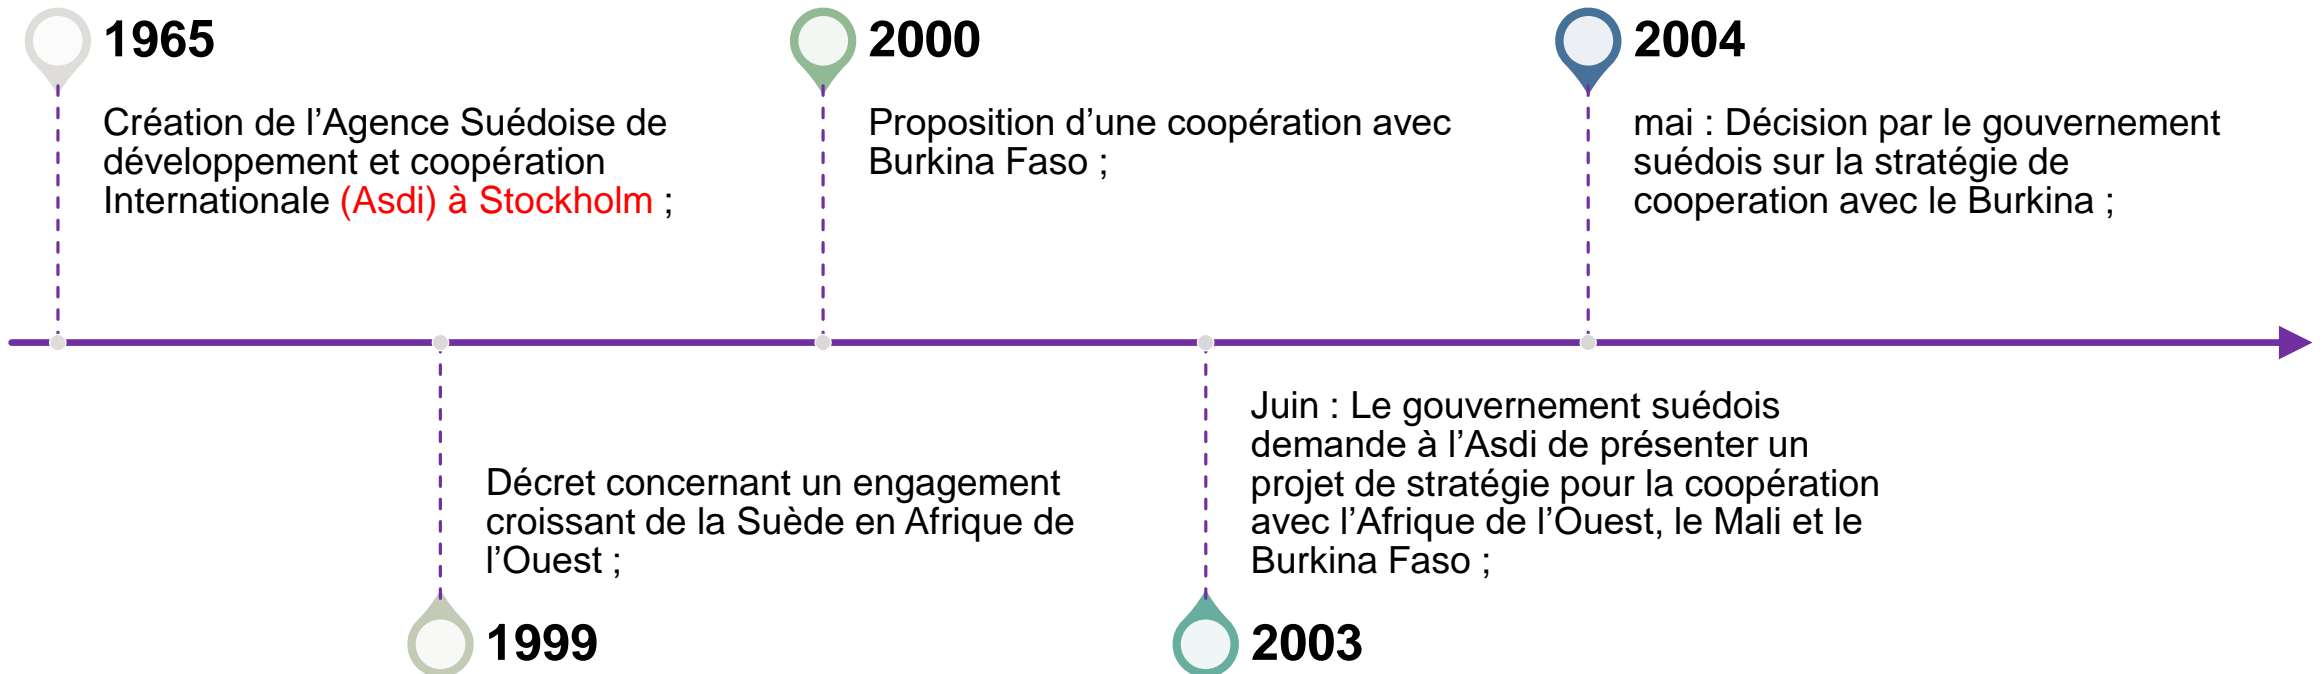 1965
Création de l’Agence Suédoise de
développement et coopération
Internationale (Asdi) à Stockholm ;
1999
Décret concernant un engagement
croissant de la Suède en Afrique de
l’Ouest ;
2000
Proposition d’une coopération avec
Burkina Faso ;
2003
Juin : Le gouvernement suédois
demande à l’Asdi de présenter un
projet de stratégie pour la coopération
avec l’Afrique de l’Ouest, le Mali et le
Burkina Faso ;
2004
mai : Décision par le gouvernement
suédois sur la stratégie de
cooperation avec le Burkina ;